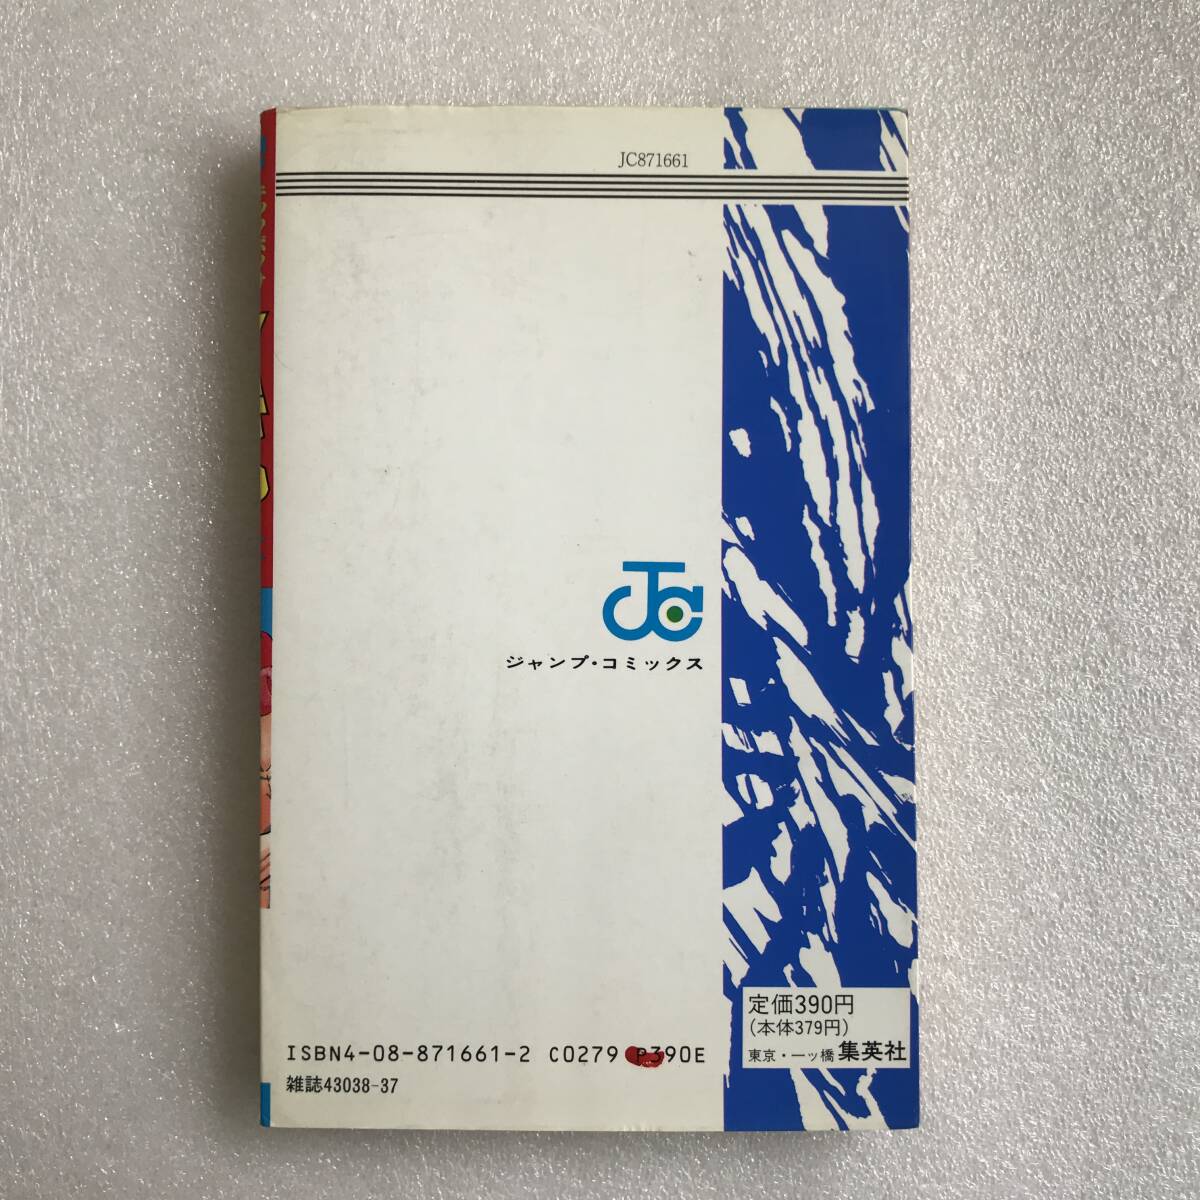 JC871661
JC
ジャンプ・コミックス
定価390円
(本体379円)
東京・一ツ橋 集英社
ISBN4-08-871661-2 C0279 P390E
雑誌43038-37